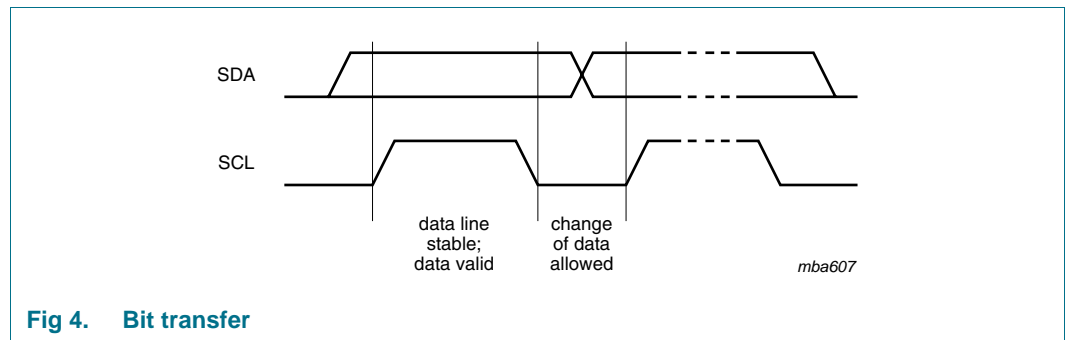 SDA
SCL
data line
stable;
data valid
change
of data
allowed
mba607
Fig 4. Bit transfer